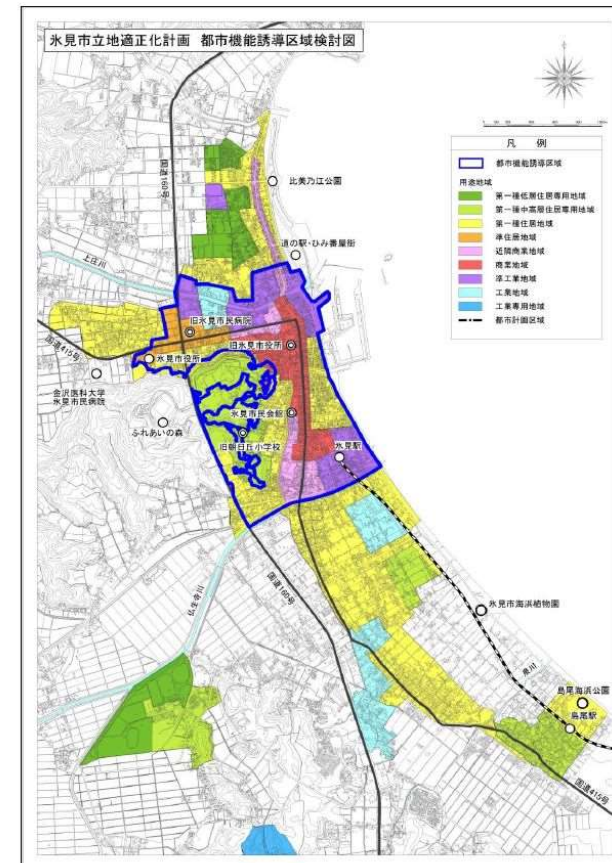 氷見市立地適正化計画 都市機能誘導区域検討図
凡 例
都市機能誘導区域
用途地域
第一種低層住居専用地域
第一種中高層住居専用地域
第一種住居地域
準住居地域
近隣商業地域
商業地域
準工業地域
工業地域
工業専用地域
都市計画区域
国道160号
比美乃江公園
道の駅・ひみ番屋街
上庄川
旧氷見市民病院
旧氷見市役所
国道415号
氷見市役所
金沢医科大学
氷見市民病院
ふれあいの森
氷見市民会館
旧朝日丘小学校
氷見駅
仏生寺川
国道160号
氷見市海浜植物園
泉川
島尾海浜公園
島尾駅
国道415号